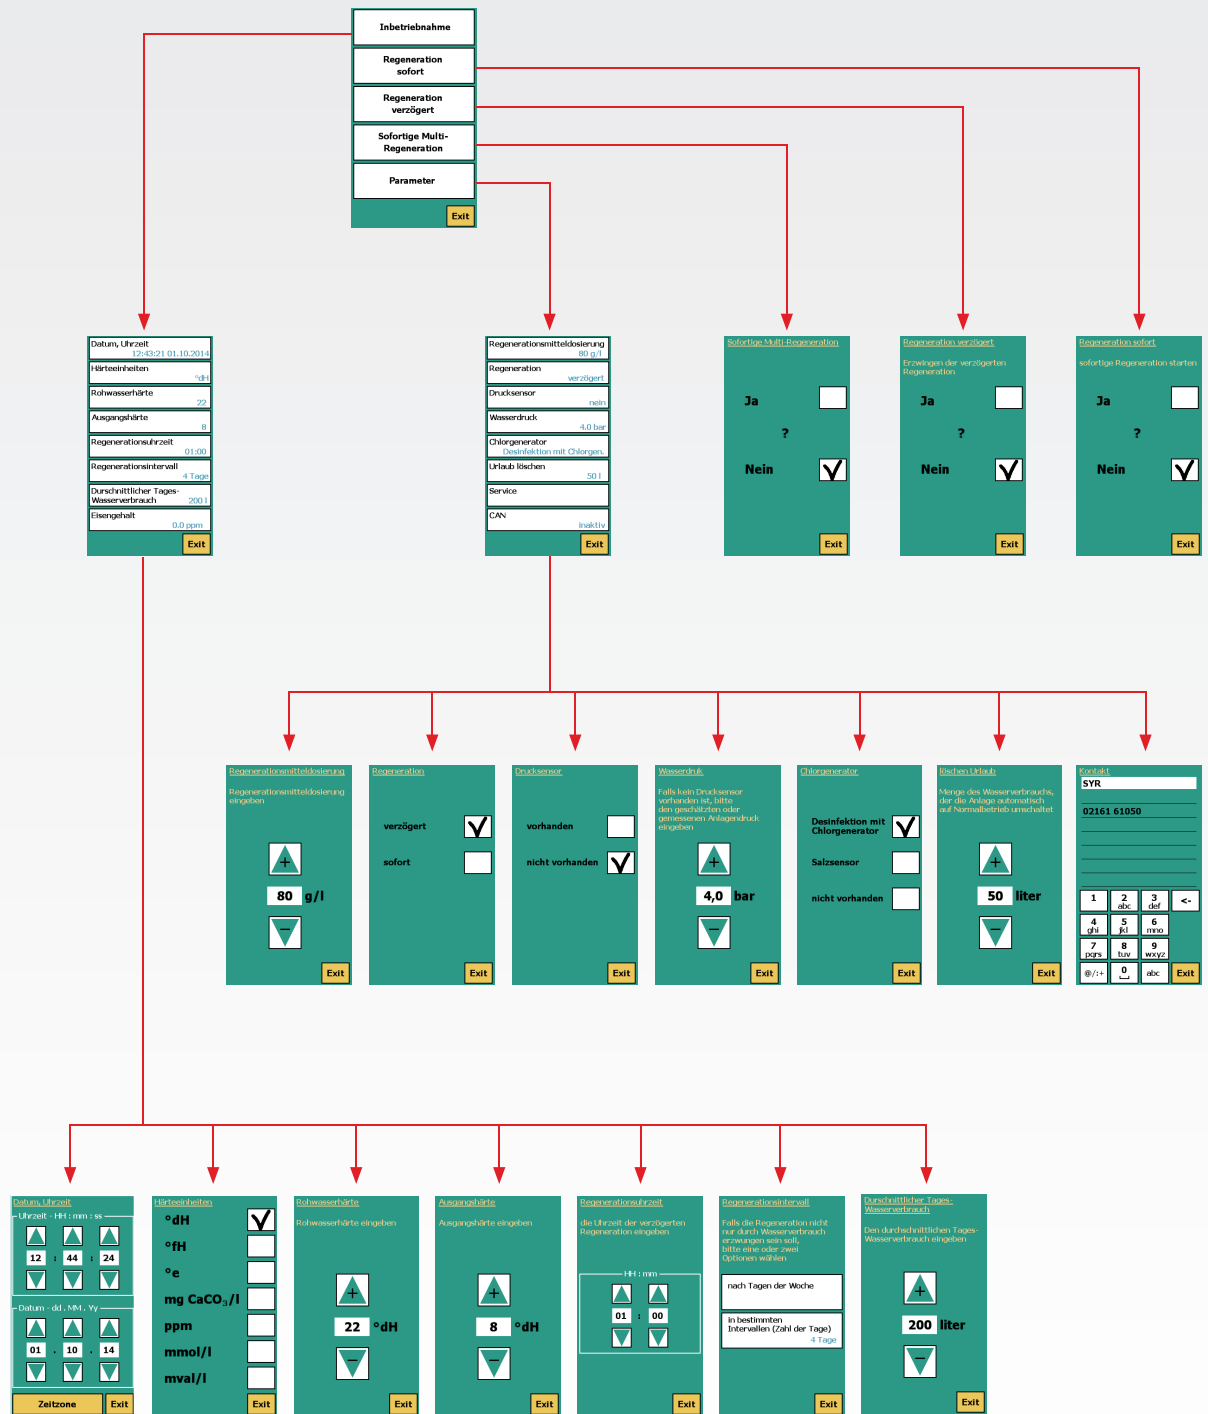 Inbetriebnahme
Regeneration
sofort
Regeneration
verzögert
Sofortige Multi-
Regeneration
Parameter
Exit
Datum, Uhrzeit
12:43:21 01.10.2014
Härteeinheiten
°dH
Rohwasserhärte
22
Ausgangshärte
8
Regenerationsuhrzeit
01:00
Regenerationsintervall
4 Tage
Durschnittlicher Tages-
Wasserverbrauch 200 l
Eisengehalt
0.0 ppm
Exit
Regenerationsmitteldosierung
80 g/l
Regeneration
verzögert
Drucksensor
nein
Wasserdruck
4.0 bar
Chlorgenerator
Desinfektion mit Chlorgen.
Urlaub löschen
50 l
Service
CAN
inaktiv
Exit
Sofortige Multi-Regeneration
Ja
?
Nein
Exit
Regeneration verzögert
Erzwingen der verzögerten
Regeneration
Ja
?
Nein
Exit
Regeneration sofort
sofortige Regeneration starten
Ja
?
Nein
Exit
Regenerationsmitteldosierung
Regenerationsmitteldosierung
eingeben
+
80 g/l
−
Exit
Regeneration
verzögert
sofort
Exit
Drucksensor
vorhanden
nicht vorhanden
Exit
Wasserdruk
Falls kein Drucksensor
vorhanden ist, bitte
den geschätzten oder
gemessenen Anlagendruck
eingeben
+
4,0 bar
−
Exit
Chlorgenerator
Desinfektion mit
Chlorgenerator
Salzsensor
nicht vorhanden
Exit
löschen Urlaub
Menge des Wasserverbrauchs,
der die Anlage automatisch
auf Normalbetrieb umschaltet
+
50 liter
−
Exit
Kontakt
SYR
02161 61050
1 2 abc 3 def <-
4 ghi 5 jkl 6 mno
7 pqrs 8 tuv 9 wxyz
@/:+ 0 abc Exit
Datum, Uhrzeit
Uhrzeit - HH : mm : ss
12 : 44 : 24
Datum - dd . MM . Yy
01 . 10 . 14
Zeitzone Exit
Härteeinheiten
°dH
°fH
°e
mg CaCO₃/l
ppm
mmol/l
mval/l
Exit
Rohwasserhärte
Rohwasserhärte eingeben
+
22 °dH
−
Exit
Ausgangshärte
Ausgangshärte eingeben
+
8 °dH
−
Exit
Regenerationsuhrzeit
die Uhrzeit der verzögerten
Regeneration eingeben
HH : mm
01 : 00
Exit
Regenerationsintervall
Falls die Regeneration nicht
nur durch Wasserverbrauch
erzwungen sein soll,
bitte eine oder zwei
Optionen wählen
nach Tagen der Woche
in bestimmten
Intervallen (Zahl der Tage)
4 Tage
Exit
Durschnittlicher Tages-
Wasserverbrauch
Den durchschnittlichen Tages-
Wasserverbrauch eingeben
+
200 liter
−
Exit